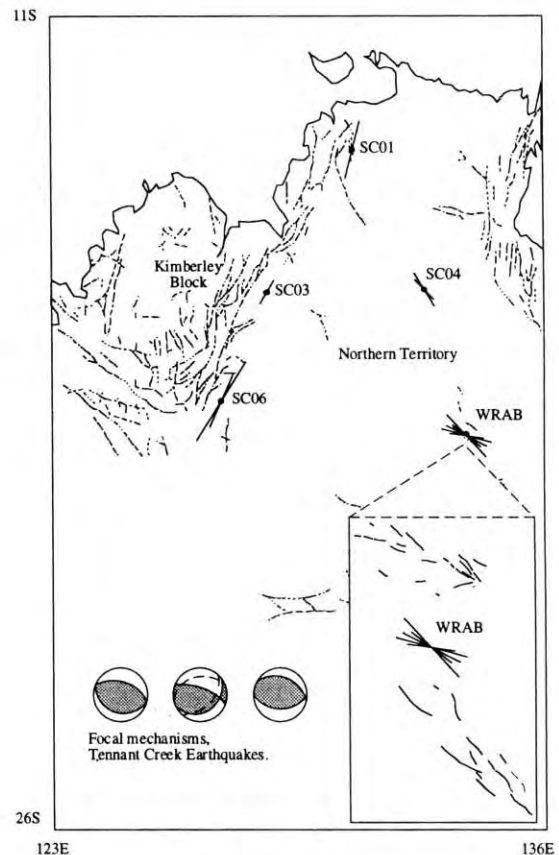 11S
SC01
Kimberley
Block
SC03
SC04
Northern Territory
SC06
WRAB
WRAB
Focal mechanisms,
Tennant Creek Earthquakes.
26S
123E
136E